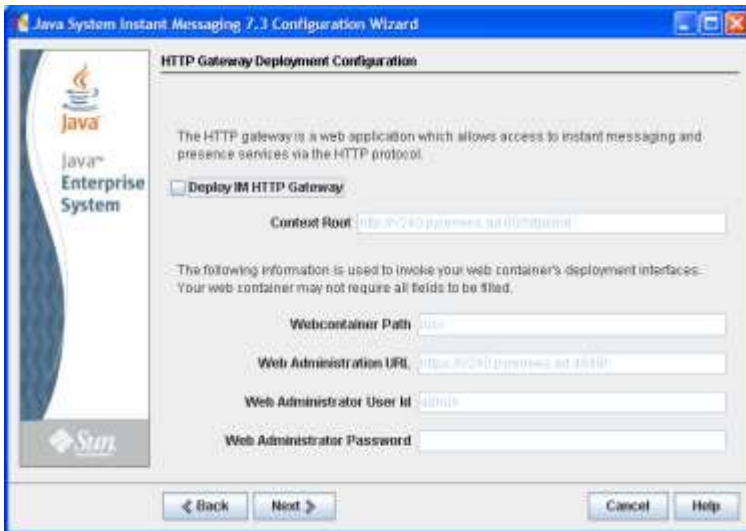 Java System Instant Messaging 7.3 Configuration Wizard
HTTP Gateway Deployment Configuration
Java
Java™
Enterprise
System
The HTTP gateway is a web application which allows access to instant messaging and
presence services via the HTTP protocol.
Deploy IM HTTP Gateway
Context Root
The following information is used to invoke your web container's deployment interfaces.
Your web container may not require all fields to be filled.
Webcontainer Path
Web Administration URL
Web Administrator User Id admin
Web Administrator Password
Sun
Back Next Cancel Help